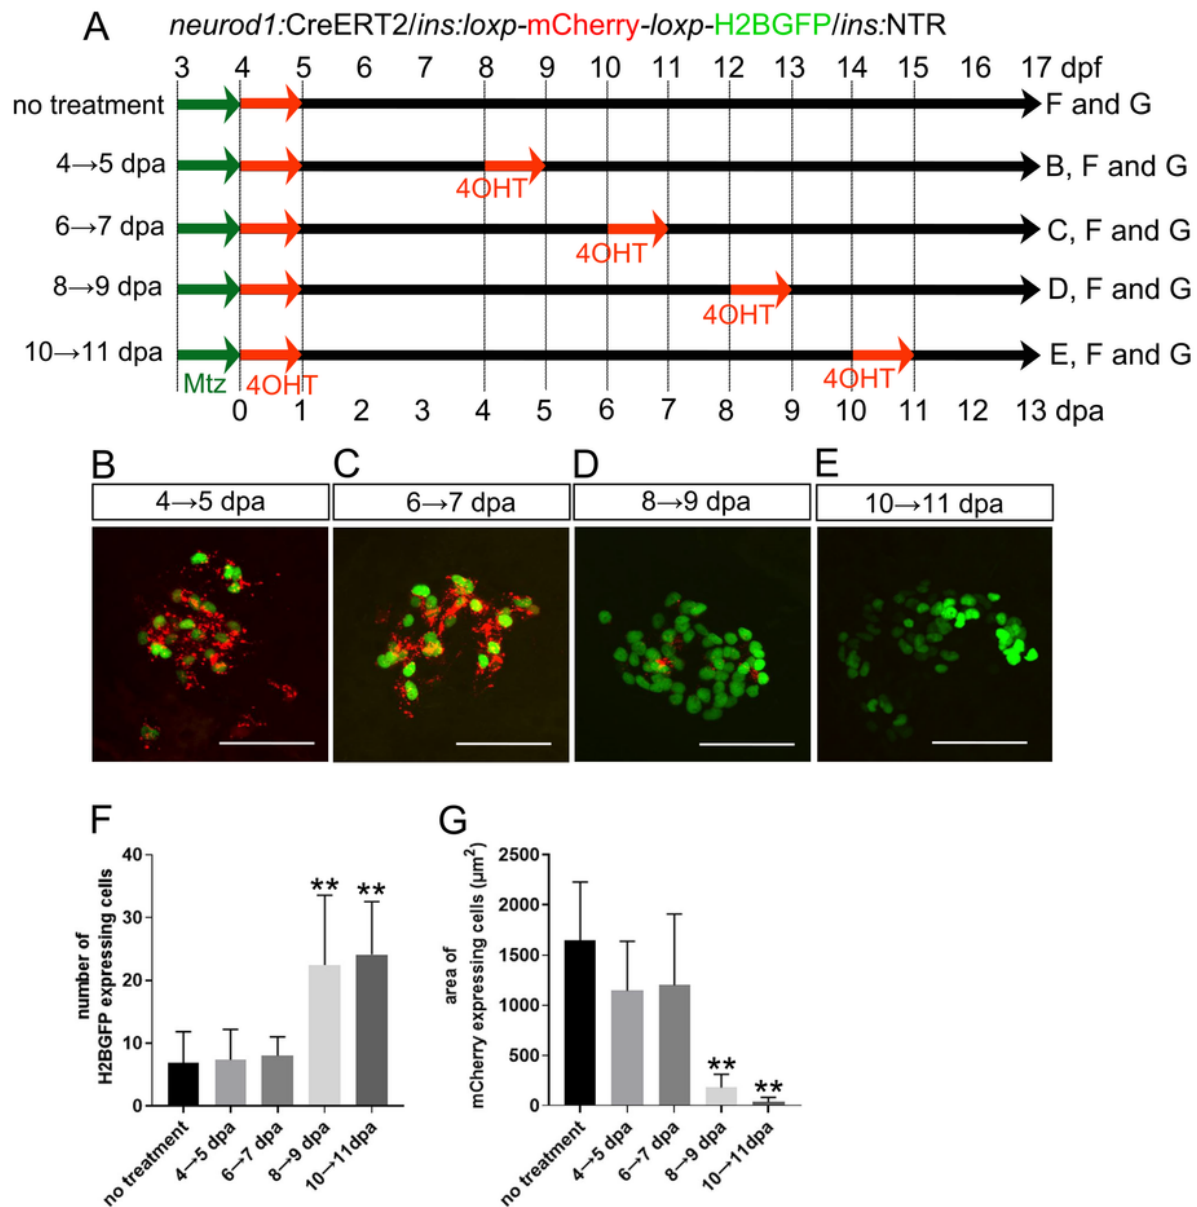 A
neurod1:CreERT2/ins:loxp-mCherry-loxp-H2BGFP/ins:NTR
3 4 5 6 7 8 9 10 11 12 13 14 15 16 17 dpf
no treatment F and G
4→5 dpa B, F and G
4OHT
6→7 dpa C, F and G
4OHT
8→9 dpa D, F and G
4OHT
10→11 dpa E, F and G
Mtz 4OHT 4OHT
0 1 2 3 4 5 6 7 8 9 10 11 12 13 dpa
B C D E
4→5 dpa 6→7 dpa 8→9 dpa 10→11 dpa
F
number of
H2BGFP expressing cells
40
30
20
10
0
** **
no treatment
4→5 dpa
6→7 dpa
8→9 dpa
10→11dpa
G
area of
mCherry expressing cells (µm²)
2500
2000
1500
1000
500
0
** **
no treatment
4→5 dpa
6→7 dpa
8→9 dpa
10→11dpa